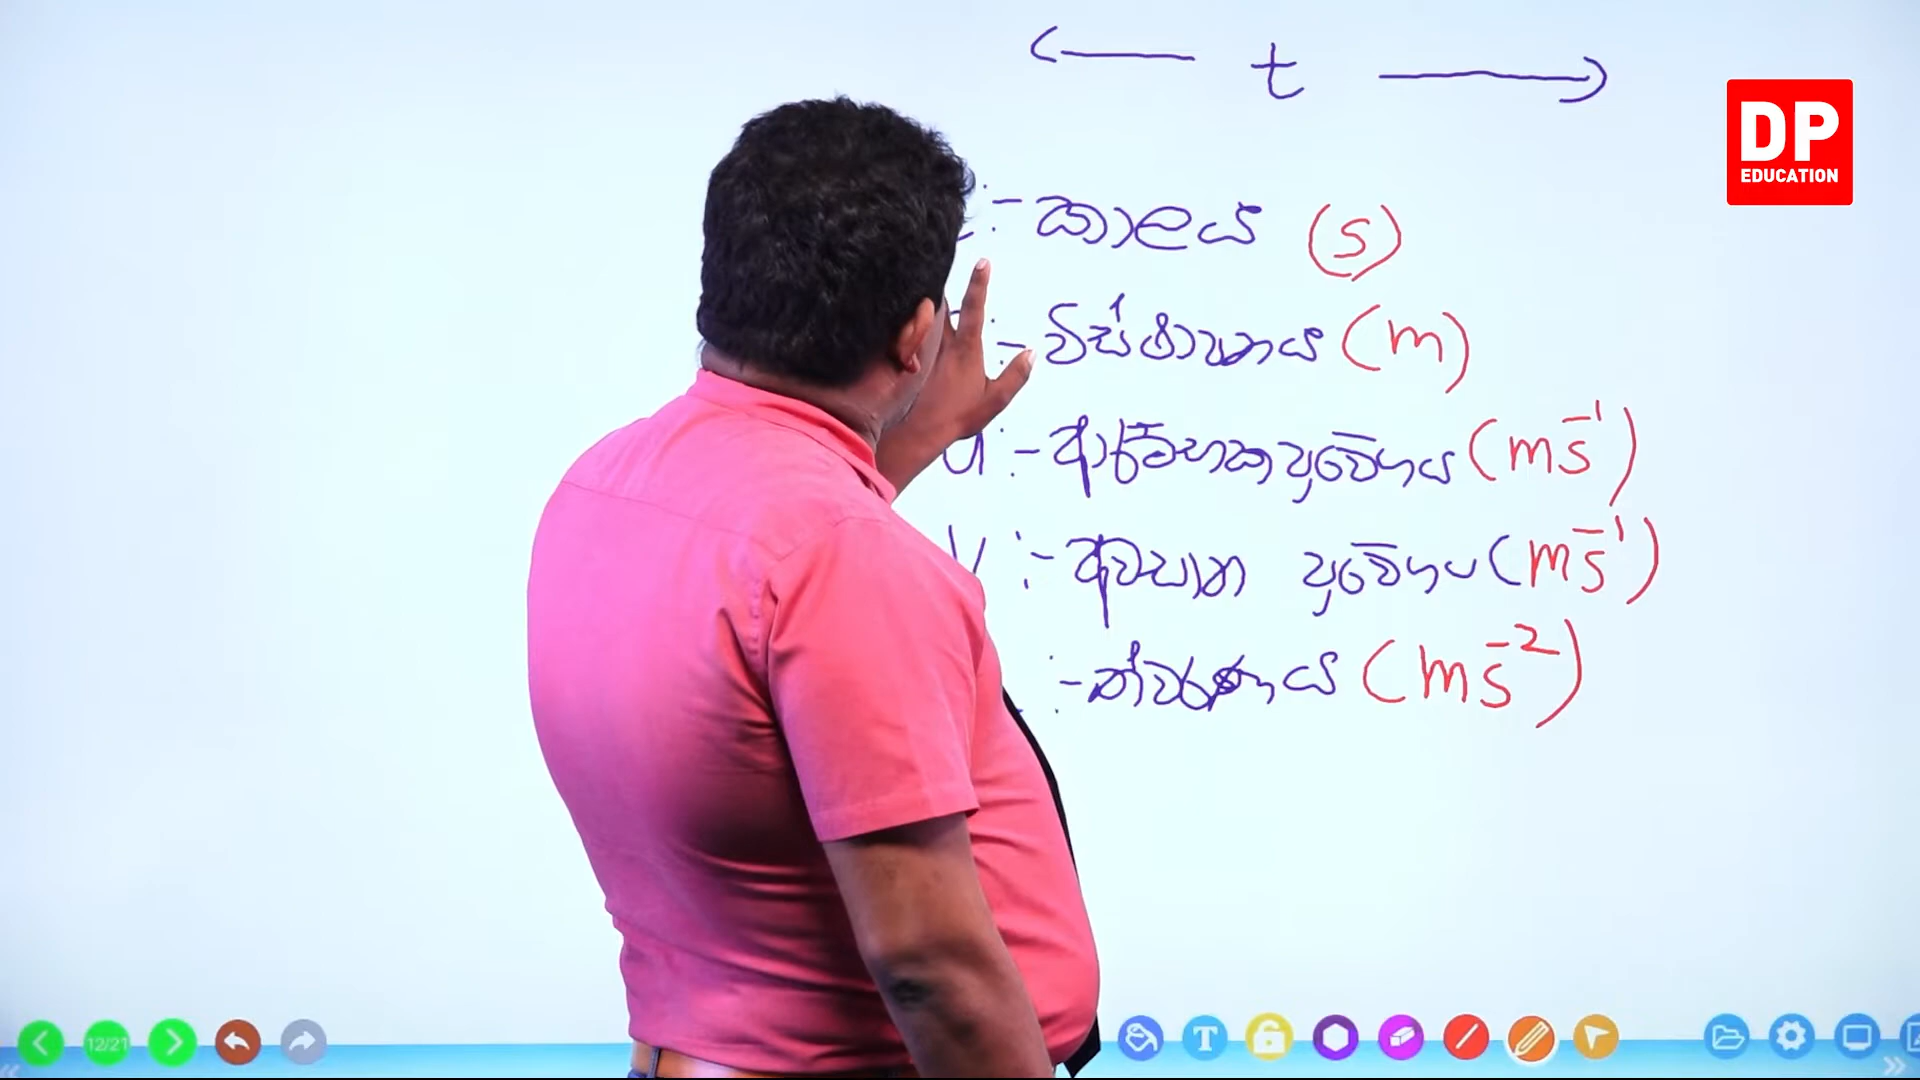 t
DP
EDUCATION
:- කාලය (s)
:- විස්ථාපනය (m)
u :- ආරම්භක ප්‍රවේගය (ms⁻¹)
v :- අවසාන ප්‍රවේගය (ms⁻¹)
:- ත්වරණය (ms⁻²)
12/21
T